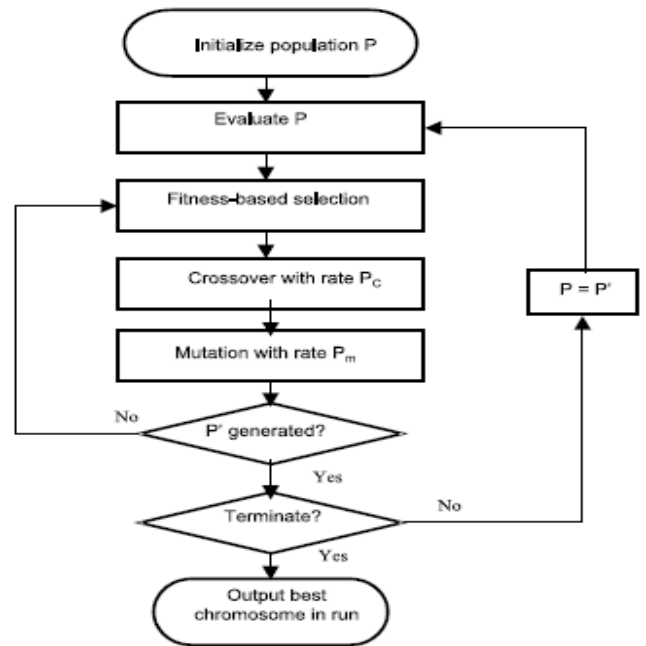 Initialize population P
Evaluate P
Fitness-based selection
Crossover with rate P_C
P = P'
Mutation with rate P_m
No
P' generated?
Yes
Terminate?
No
Yes
Output best
chromosome in run